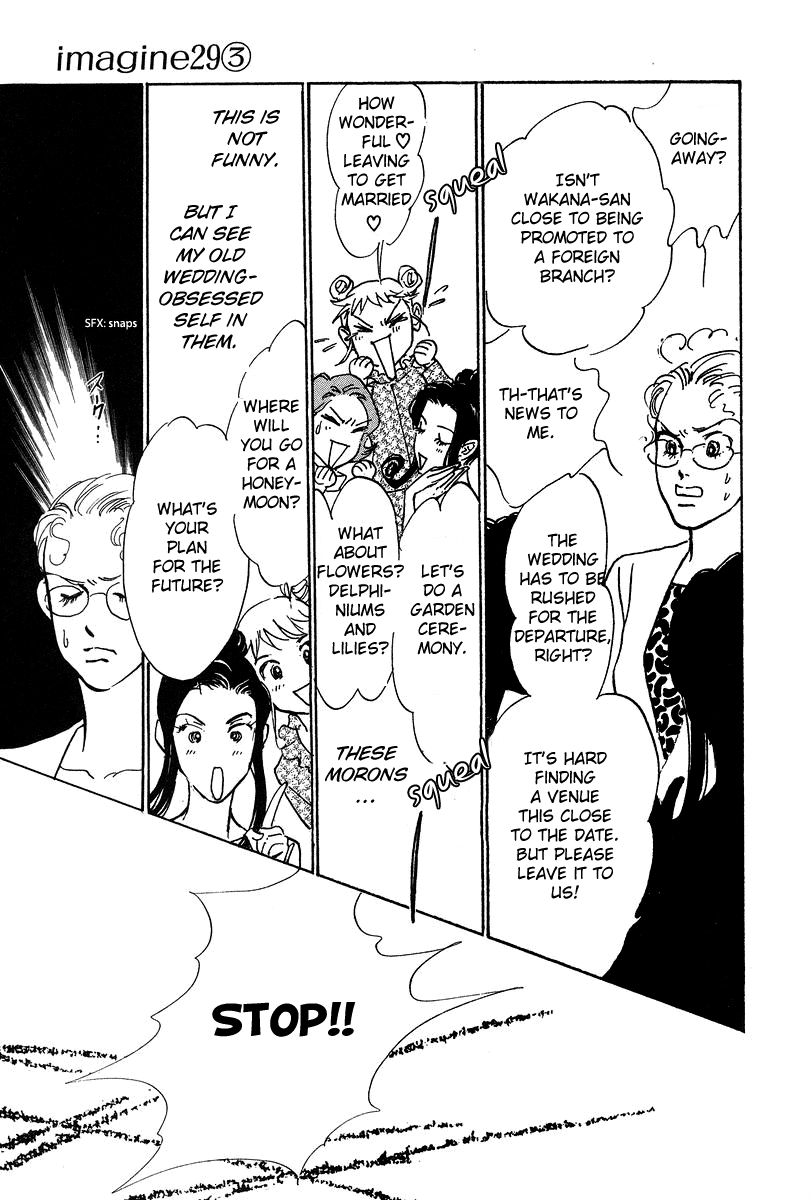 imagine29③
GOING-
AWAY?
ISN'T
WAKANA-SAN
CLOSE TO BEING
PROMOTED TO
A FOREIGN
BRANCH?
TH-THAT'S
NEWS TO
ME.
THE
WEDDING
HAS TO BE
RUSHED
FOR THE
DEPARTURE,
RIGHT?
IT'S HARD
FINDING
A VENUE
THIS CLOSE
TO THE DATE.
BUT PLEASE
LEAVE IT TO
US!
squeal
HOW
WONDER-
FUL ♡
LEAVING
TO GET
MARRIED
♡
LET'S
DO A
GARDEN
CERE-
MONY.
WHAT
ABOUT
FLOWERS?
DELPHI-
NIUMS
AND
LILIES?
squeal
THESE
MORONS
...
THIS IS
NOT
FUNNY.
BUT I
CAN SEE
MY OLD
WEDDING-
OBSESSED
SELF IN
THEM.
WHERE
WILL
YOU GO
FOR A
HONEY-
MOON?
WHAT'S
YOUR
PLAN
FOR THE
FUTURE?
SFX: snaps
STOP!!